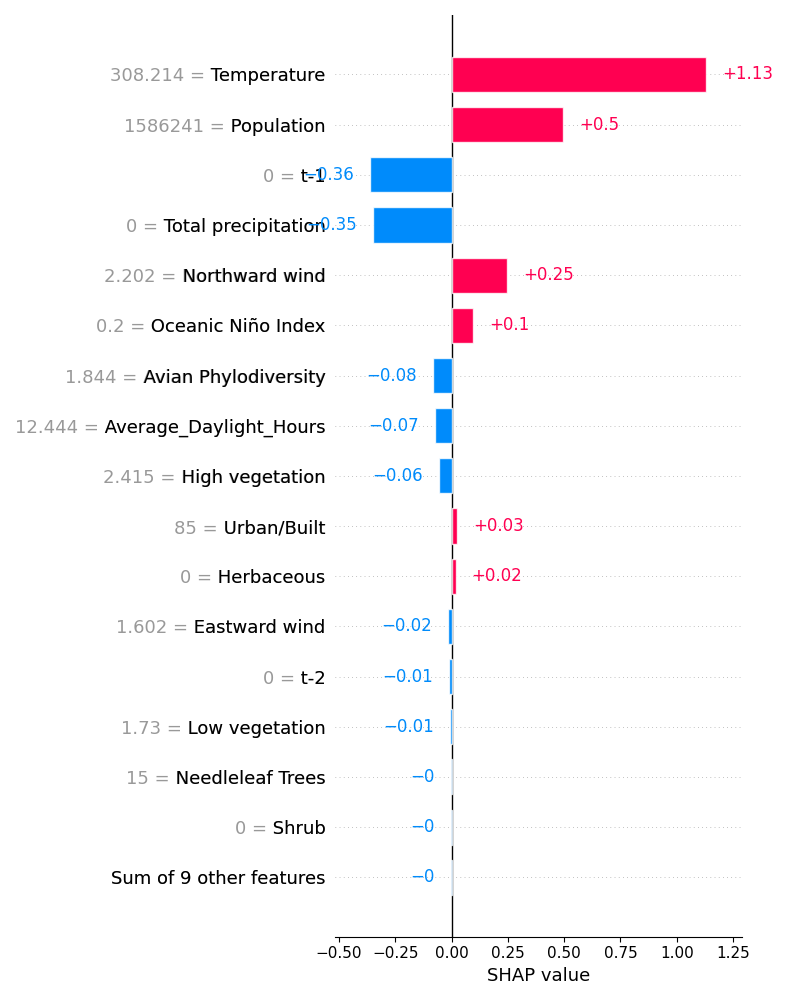 308.214 = Temperature +1.13
1586241 = Population +0.5
0 = t-1 −0.36
0 = Total precipitation −0.35
2.202 = Northward wind +0.25
0.2 = Oceanic Niño Index +0.1
1.844 = Avian Phylodiversity −0.08
12.444 = Average_Daylight_Hours −0.07
2.415 = High vegetation −0.06
85 = Urban/Built +0.03
0 = Herbaceous +0.02
1.602 = Eastward wind −0.02
0 = t-2 −0.01
1.73 = Low vegetation −0.01
15 = Needleleaf Trees −0
0 = Shrub −0
Sum of 9 other features −0
−0.50 −0.25 0.00 0.25 0.50 0.75 1.00 1.25
SHAP value